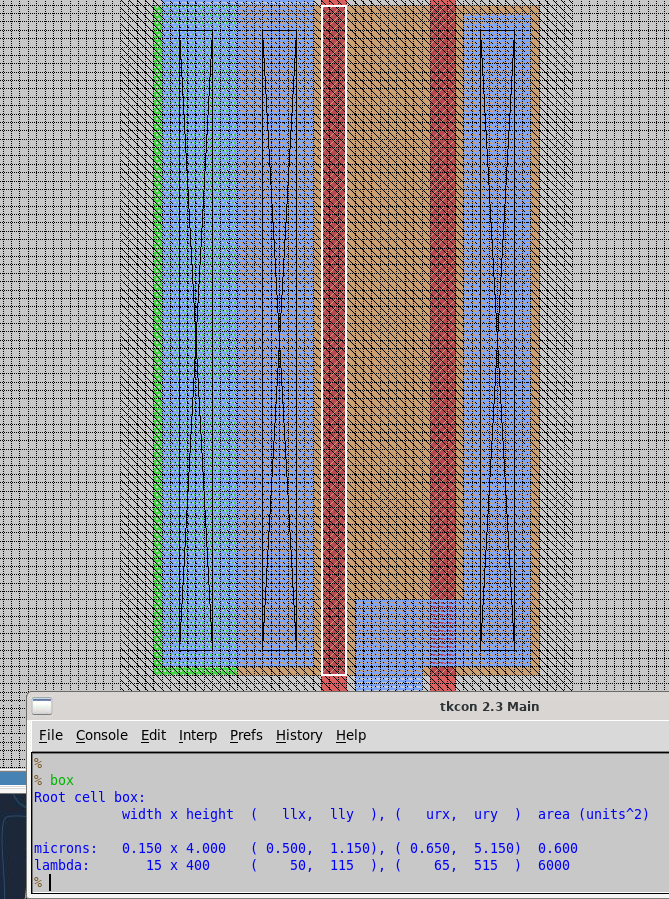 tkcon 2.3 Main
File Console Edit Interp Prefs History Help
%
% box
Root cell box:
width x height ( llx, lly ), ( urx, ury ) area (units^2)
microns: 0.150 x 4.000 ( 0.500, 1.150), ( 0.650, 5.150) 0.600
lambda: 15 x 400 ( 50, 115 ), ( 65, 515 ) 6000
%